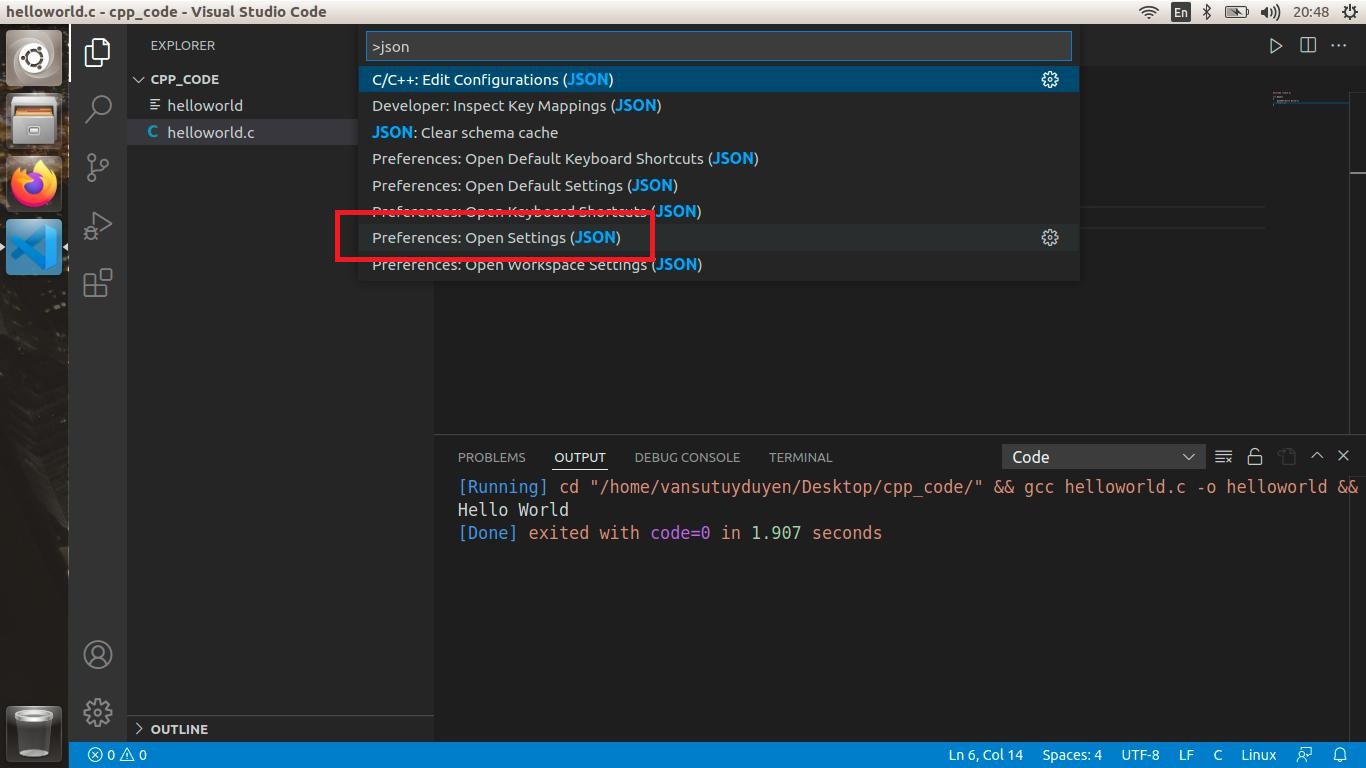 helloworld.c - cpp_code - Visual Studio Code
En
20:48
EXPLORER
CPP_CODE
helloworld
C helloworld.c
OUTLINE
>json
C/C++: Edit Configurations (JSON)
Developer: Inspect Key Mappings (JSON)
JSON: Clear schema cache
Preferences: Open Default Keyboard Shortcuts (JSON)
Preferences: Open Default Settings (JSON)
Preferences: Open Keyboard Shortcuts (JSON)
Preferences: Open Settings (JSON)
Preferences: Open Workspace Settings (JSON)
PROBLEMS
OUTPUT
DEBUG CONSOLE
TERMINAL
Code
[Running] cd "/home/vansutuyduyen/Desktop/cpp_code/" && gcc helloworld.c -o helloworld &&
Hello World
[Done] exited with code=0 in 1.907 seconds
0 0
Ln 6, Col 14
Spaces: 4
UTF-8
LF
C
Linux